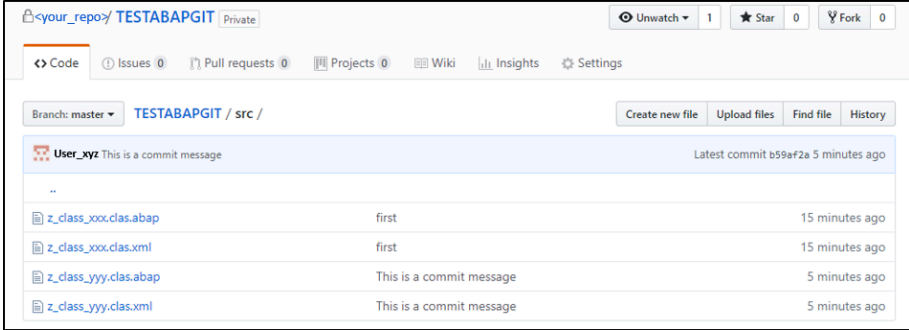 <your_repo>/ TESTABAPGIT Private
Unwatch 1 Star 0 Fork 0
Code Issues 0 Pull requests 0 Projects 0 Wiki Insights Settings
Branch: master TESTABAPGIT / src /
Create new file Upload files Find file History
User_xyz This is a commit message Latest commit b59af2a 5 minutes ago
..
z_class_xxx.clas.abap first 15 minutes ago
z_class_xxx.clas.xml first 15 minutes ago
z_class_yyy.clas.abap This is a commit message 5 minutes ago
z_class_yyy.clas.xml This is a commit message 5 minutes ago